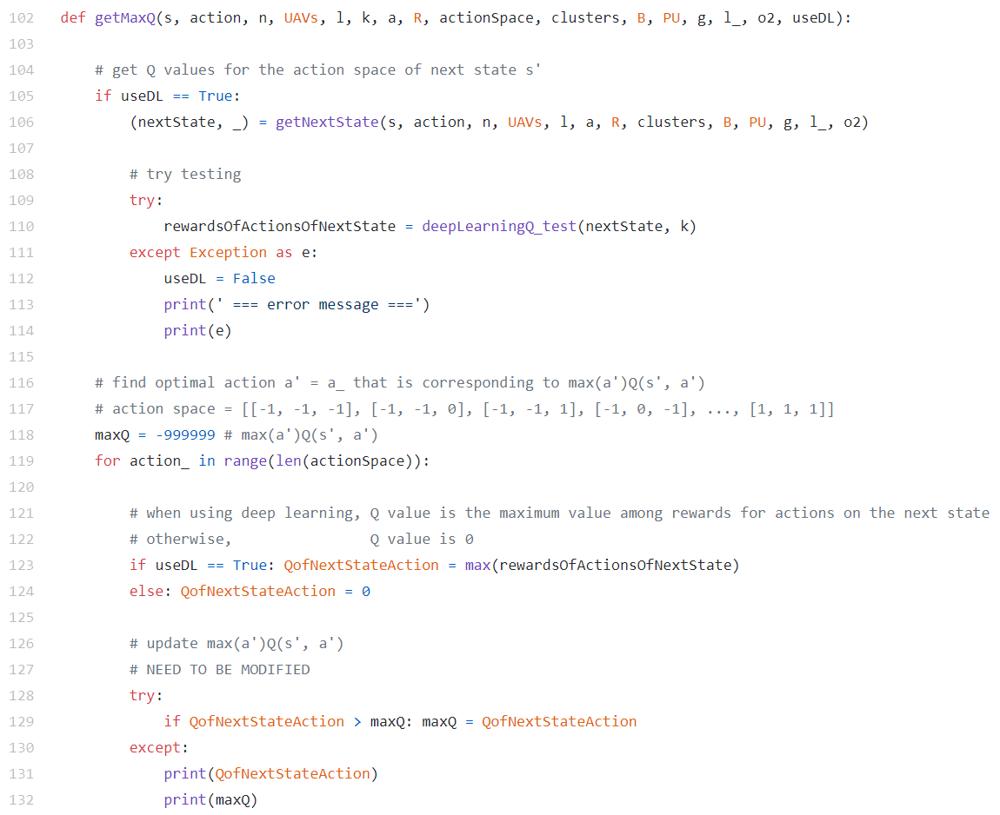 102 def getMaxQ(s, action, n, UAVs, l, k, a, R, actionSpace, clusters, B, PU, g, l_, o2, useDL):
103
104     # get Q values for the action space of next state s'
105     if useDL == True:
106         (nextState, _) = getNextState(s, action, n, UAVs, l, a, R, clusters, B, PU, g, l_, o2)
107
108         # try testing
109         try:
110             rewardsOfActionsOfNextState = deepLearningQ_test(nextState, k)
111         except Exception as e:
112             useDL = False
113             print(' === error message ===')
114             print(e)
115
116     # find optimal action a' = a_ that is corresponding to max(a')Q(s', a')
117     # action space = [[-1, -1, -1], [-1, -1, 0], [-1, -1, 1], [-1, 0, -1], ..., [1, 1, 1]]
118     maxQ = -999999 # max(a')Q(s', a')
119     for action_ in range(len(actionSpace)):
120
121         # when using deep learning, Q value is the maximum value among rewards for actions on the next state
122         # otherwise,                Q value is 0
123         if useDL == True: QofNextStateAction = max(rewardsOfActionsOfNextState)
124         else: QofNextStateAction = 0
125
126         # update max(a')Q(s', a')
127         # NEED TO BE MODIFIED
128         try:
129             if QofNextStateAction > maxQ: maxQ = QofNextStateAction
130         except:
131             print(QofNextStateAction)
132             print(maxQ)